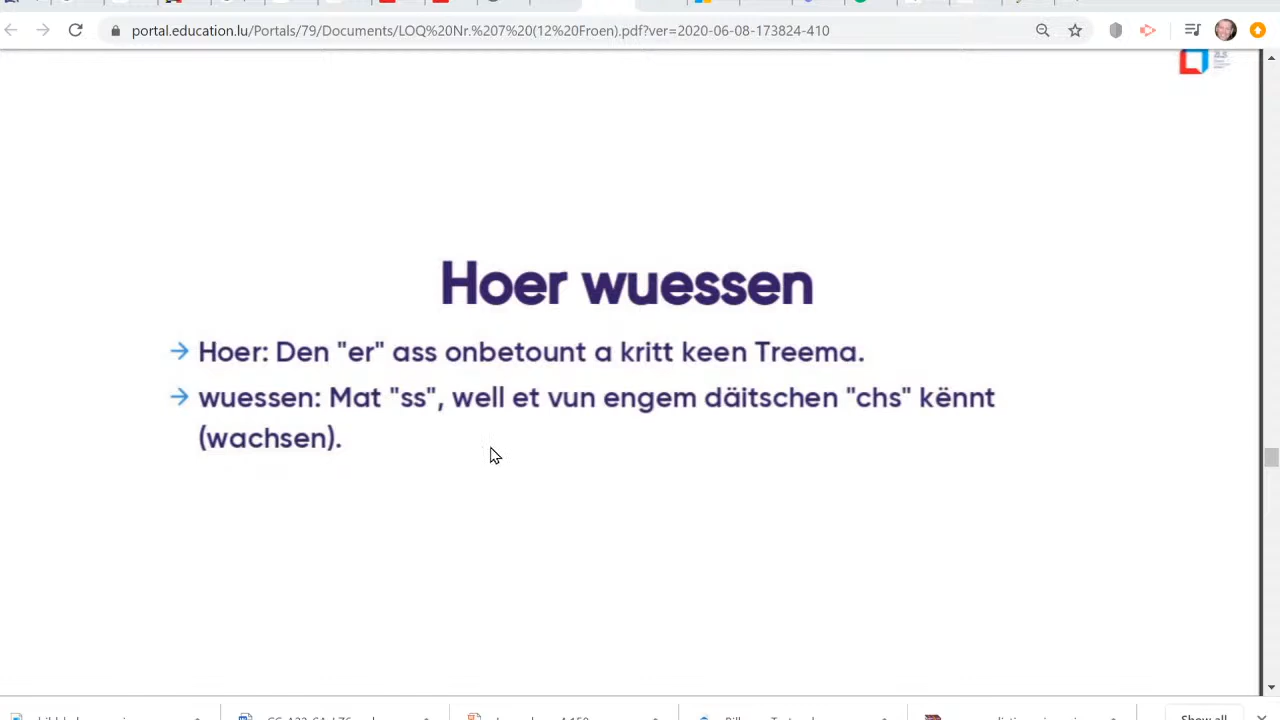 portal.education.lu/Portals/79/Documents/LOQ%20Nr.%207%20(12%20Froen).pdf?ver=2020-06-08-173824-410
Hoer wuessen
→ Hoer: Den "er" ass onbetount a kritt keen Treema.
→ wuessen: Mat "ss", well et vun engem däitschen "chs" kënnt
(wachsen).
Show all